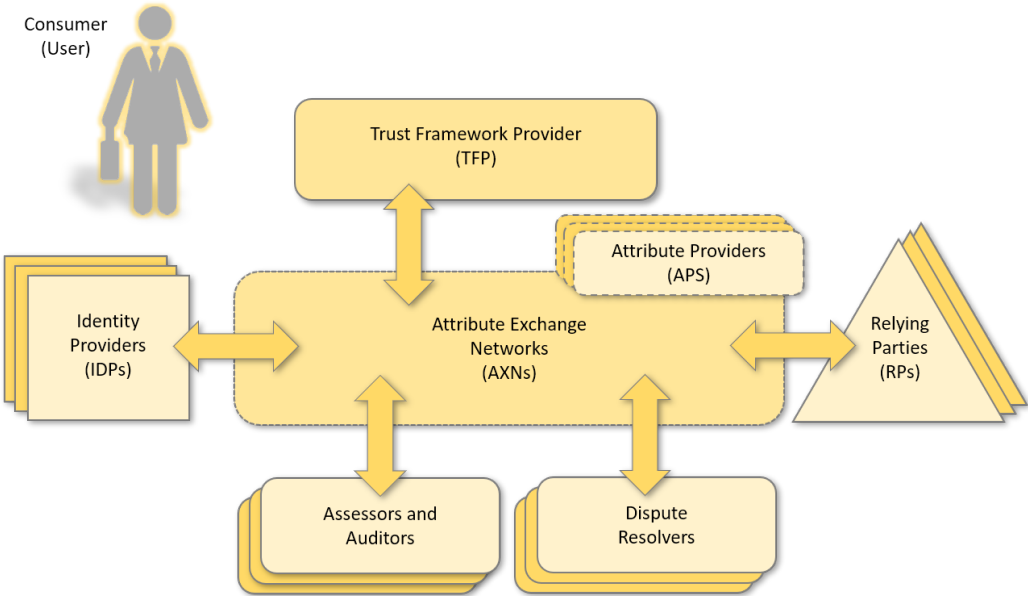 Consumer
(User)
Trust Framework Provider
(TFP)
Attribute Providers
(APS)
Identity
Providers
(IDPs)
Attribute Exchange
Networks
(AXNs)
Relying
Parties
(RPs)
Assessors and
Auditors
Dispute
Resolvers